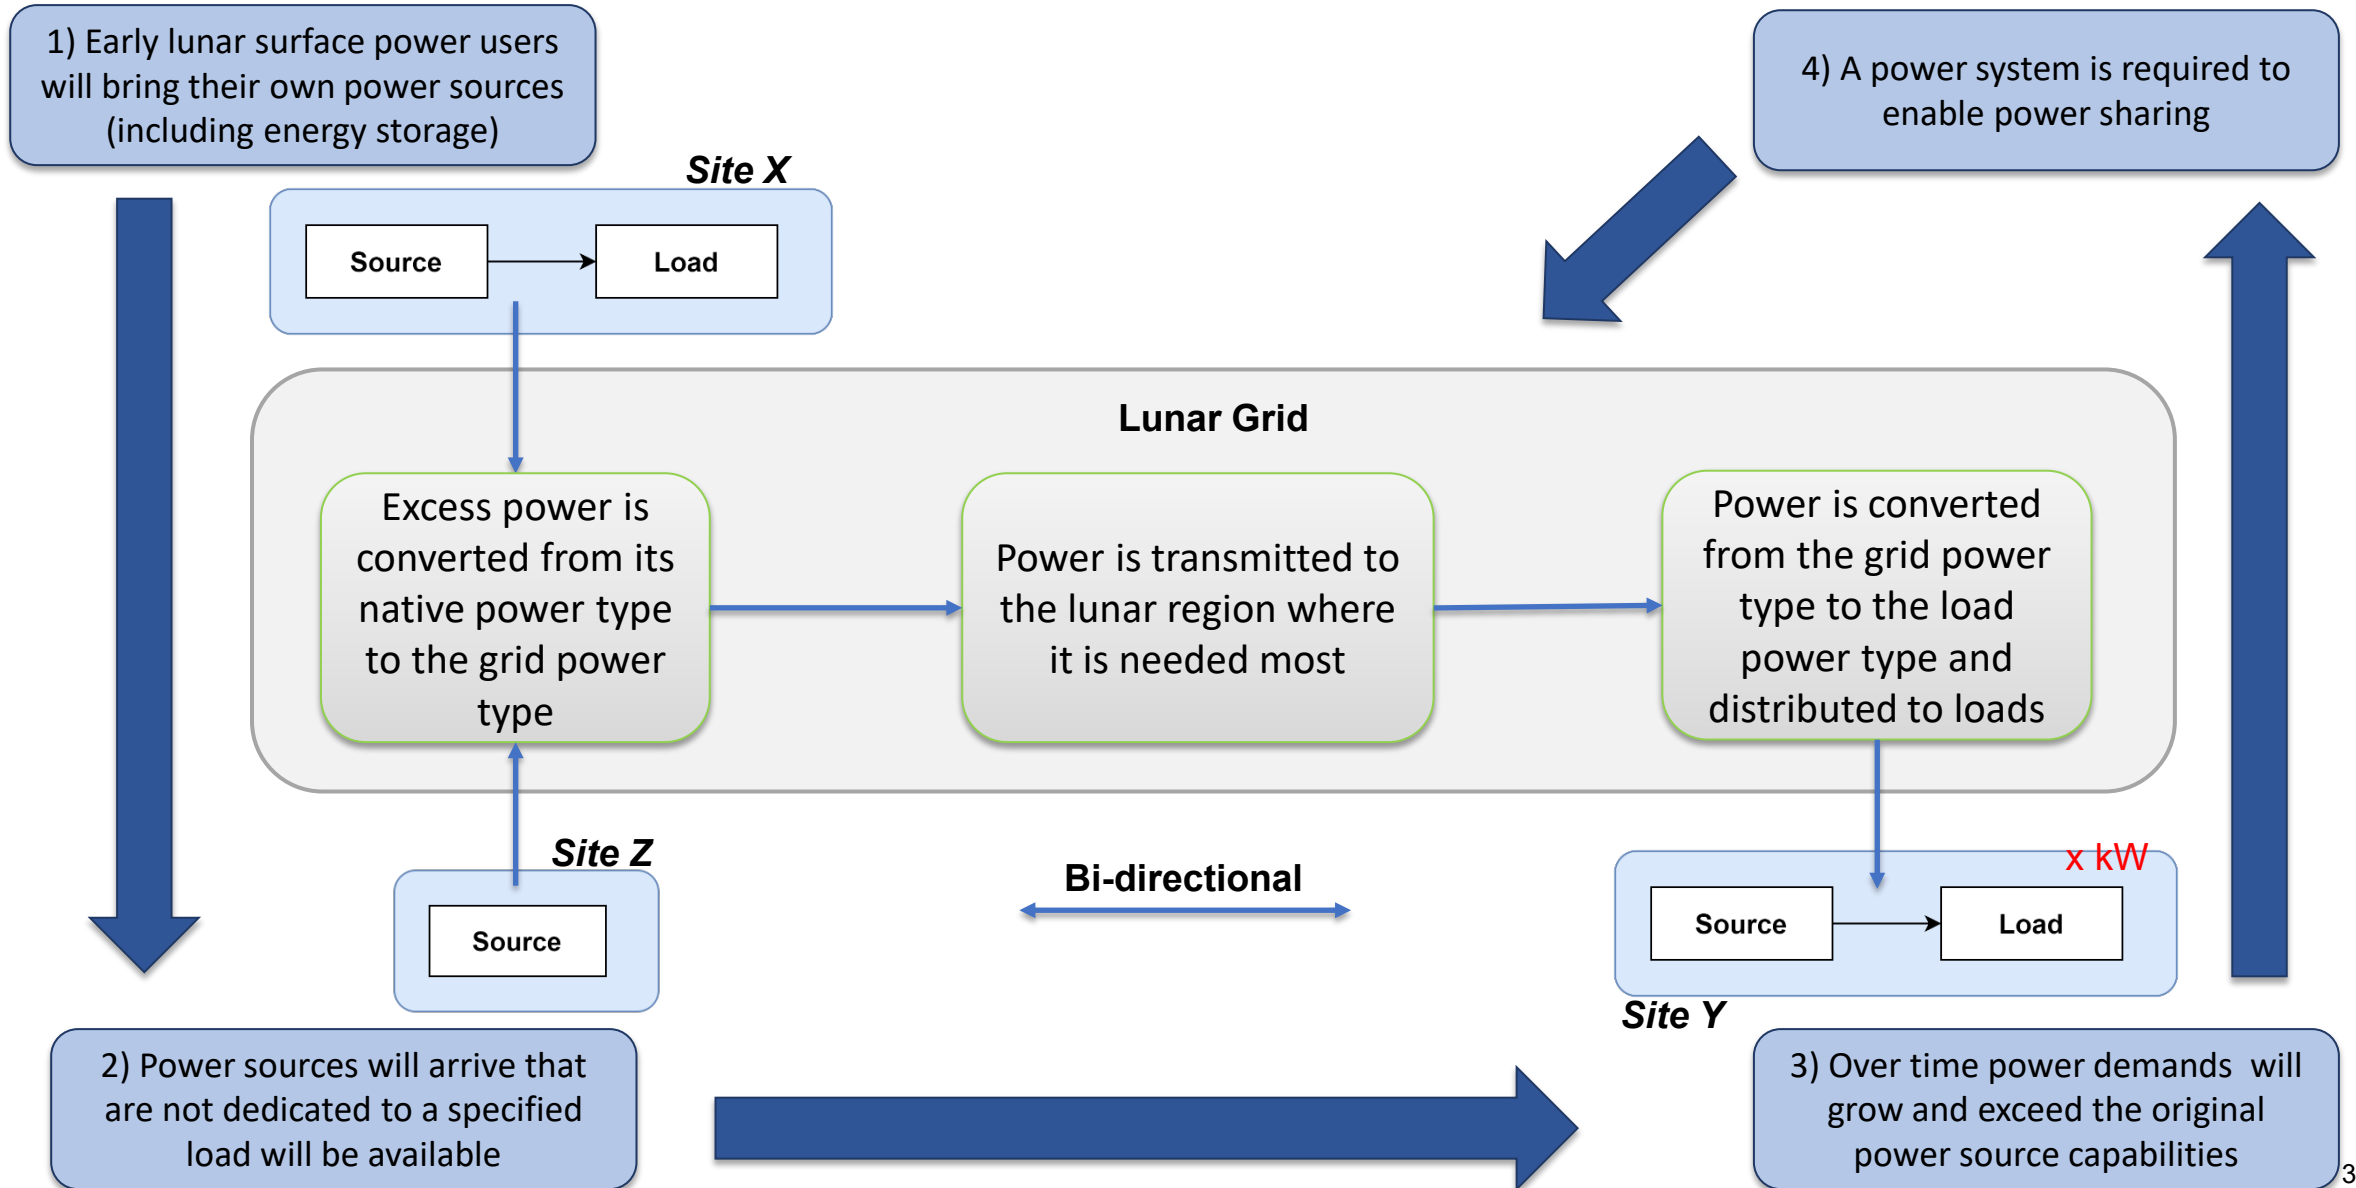 1) Early lunar surface power users
will bring their own power sources
(including energy storage)
4) A power system is required to
enable power sharing
Site X
Source
Load
Lunar Grid
Excess power is
converted from its
native power type
to the grid power
type
Power is transmitted to
the lunar region where
it is needed most
Power is converted
from the grid power
type to the load
power type and
distributed to loads
Site Z
Source
Bi-directional
x kW
Source
Load
Site Y
2) Power sources will arrive that
are not dedicated to a specified
load will be available
3) Over time power demands  will
grow and exceed the original
power source capabilities
3